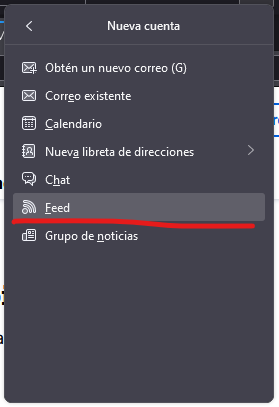 Nueva cuenta
Obtén un nuevo correo (G)
Correo existente
Calendario
Nueva libreta de direcciones
Chat
Feed
Grupo de noticias